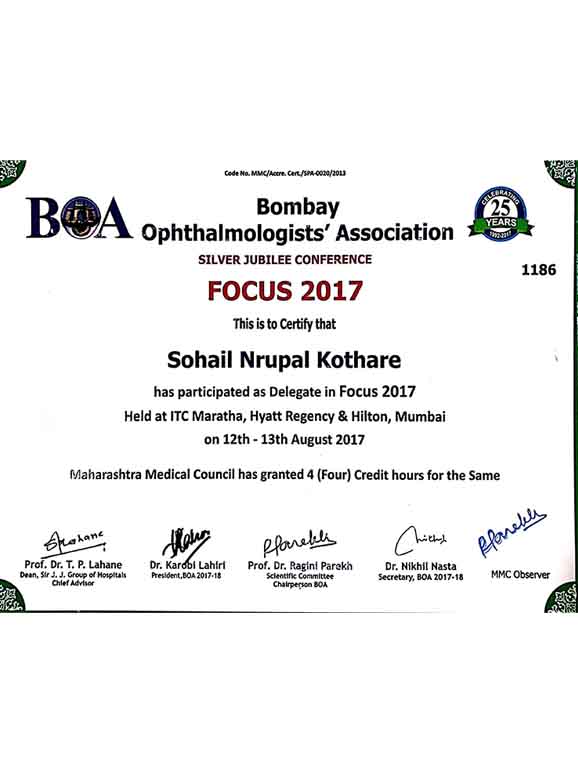 Code No. MMC/Accre. Cert./SPA-0020/2013
BOA
Bombay
Ophthalmologists' Association
CELEBRATING
25
YEARS
1992-2017
SILVER JUBILEE CONFERENCE
1186
FOCUS 2017
This is to Certify that
Sohail Nrupal Kothare
has participated as Delegate in Focus 2017
Held at ITC Maratha, Hyatt Regency & Hilton, Mumbai
on 12th - 13th August 2017
Maharashtra Medical Council has granted 4 (Four) Credit hours for the Same
Prof. Dr. T. P. Lahane
Dean, Sir J. J. Group of Hospitals
Chief Advisor
Dr. Karobi Lahiri
President,BOA 2017-18
Prof. Dr. Ragini Parekh
Scientific Committee
Chairperson BOA
Dr. Nikhil Nasta
Secretary, BOA 2017-18
MMC Observer